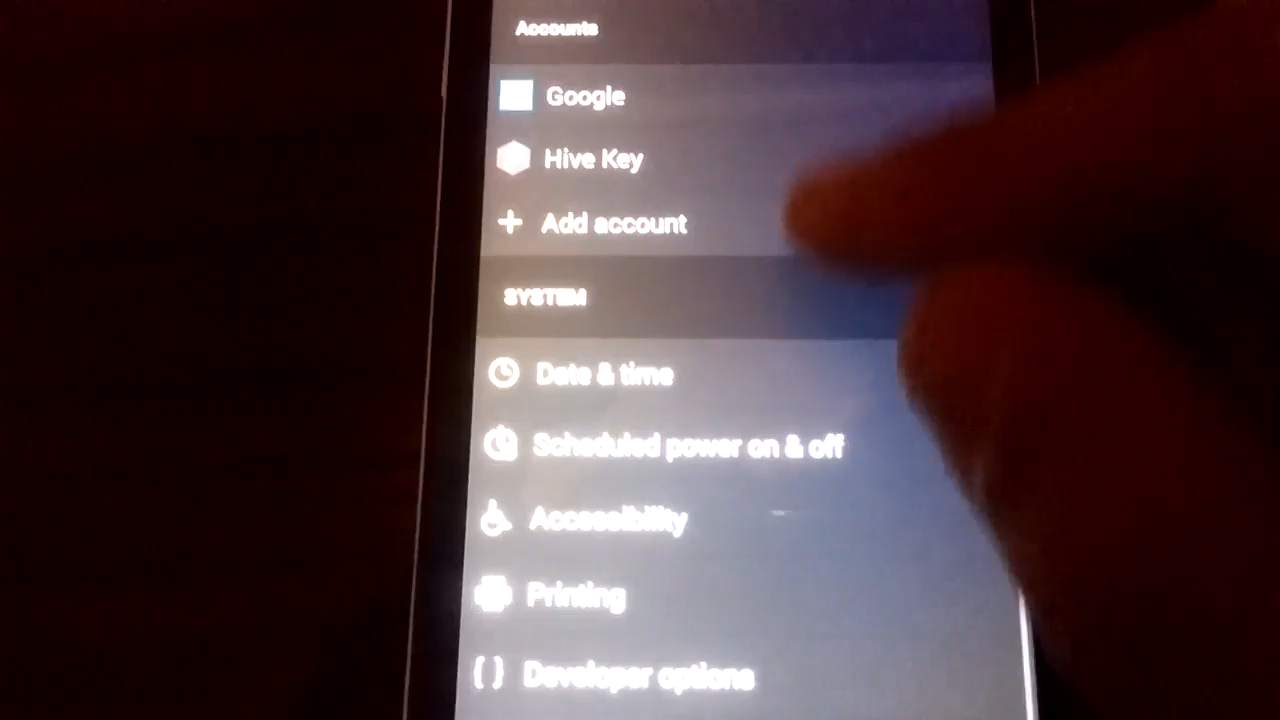 Accounts
Google
Hive Key
Add account
SYSTEM
Date & time
Scheduled power on & off
Accessibility
Printing
Developer options